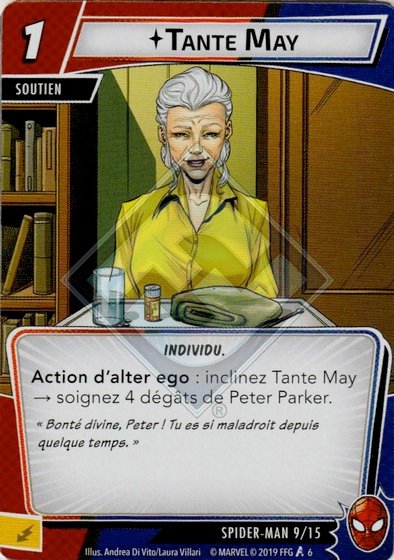 1
✦TANTE MAY
SOUTIEN
INDIVIDU.
Action d'alter ego : inclinez Tante May
→ soignez 4 dégâts de Peter Parker.
« Bonté divine, Peter ! Tu es si maladroit depuis
quelque temps. »
®
SPIDER-MAN 9/15
Illus. Andrea Di Vito/Laura Villari © MARVEL © 2019 FFG 6